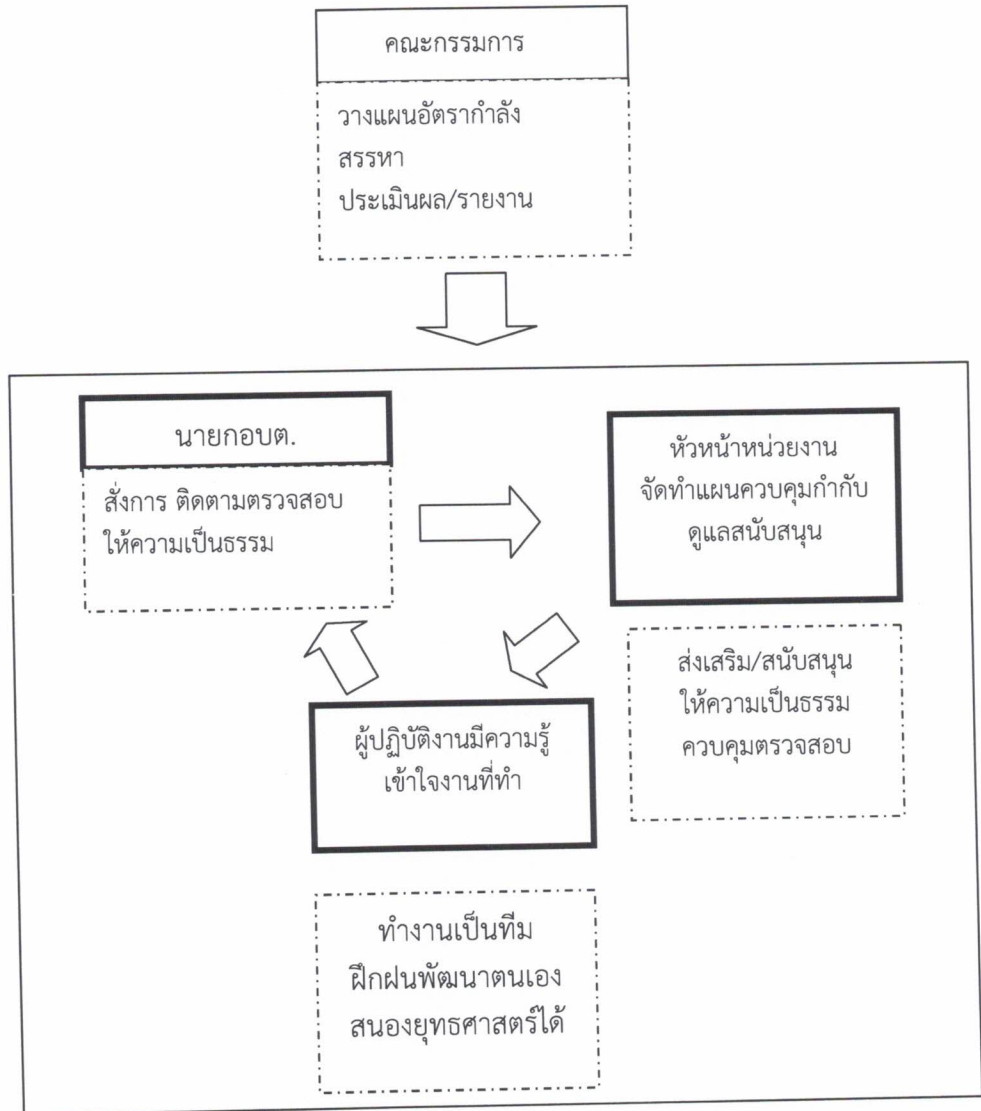 คณะกรรมการ
วางแผนอัตรากำลัง
สรรหา
ประเมินผล/รายงาน
นายกอบต.
สั่งการ ติดตามตรวจสอบ
ให้ความเป็นธรรม
หัวหน้าหน่วยงาน
จัดทำแผนควบคุมกำกับ
ดูแลสนับสนุน
ส่งเสริม/สนับสนุน
ให้ความเป็นธรรม
ควบคุมตรวจสอบ
ผู้ปฏิบัติงานมีความรู้
เข้าใจงานที่ทำ
ทำงานเป็นทีม
ฝึกฝนพัฒนาตนเอง
สนองยุทธศาสตร์ได้